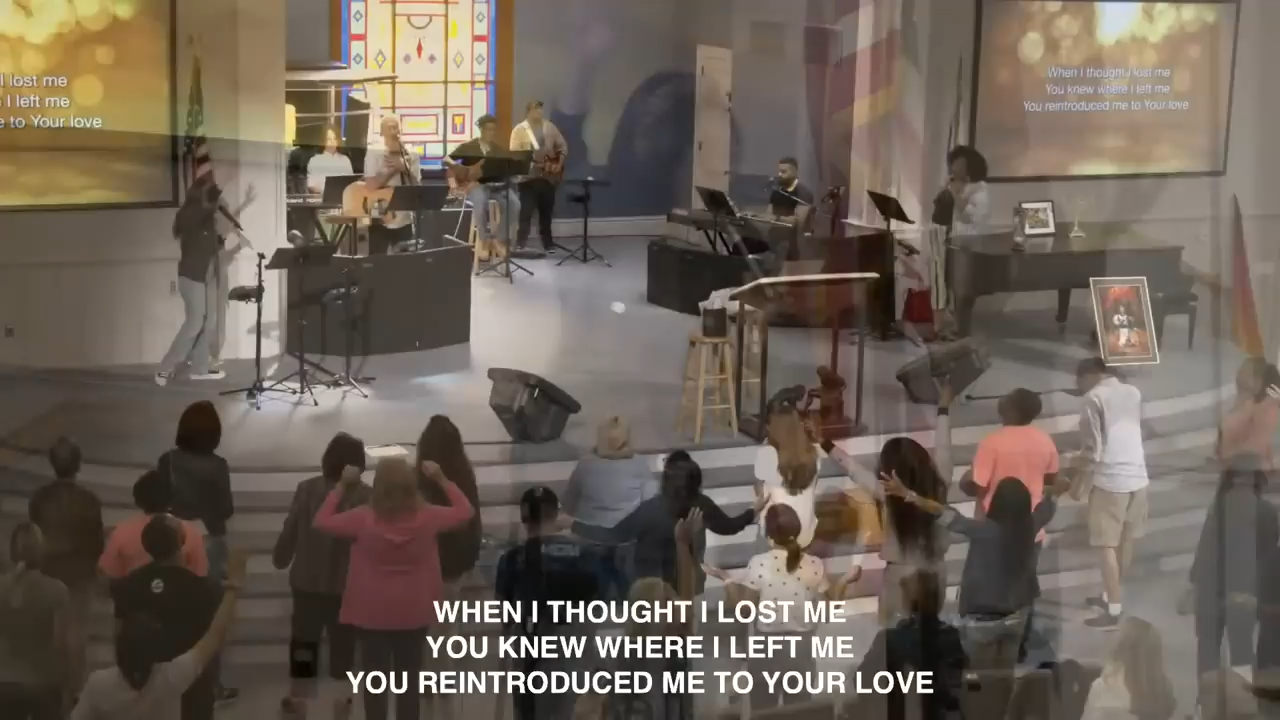 I lost me
I left me
e to Your love
When I thought I lost me
You knew where I left me
You reintroduced me to Your love
WHEN I THOUGHT I LOST ME
YOU KNEW WHERE I LEFT ME
YOU REINTRODUCED ME TO YOUR LOVE